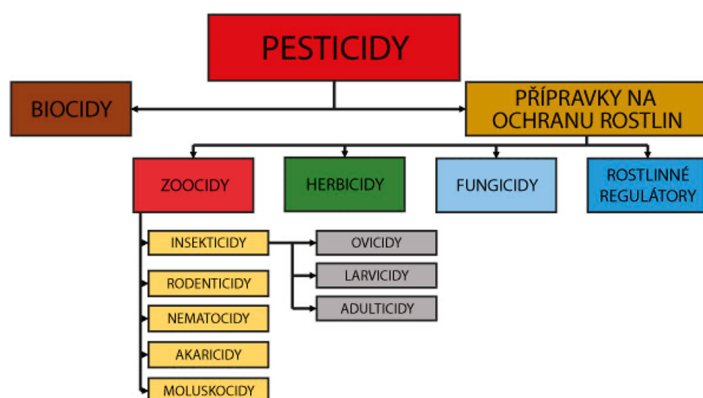 PESTICIDY
BIOCIDY
PŘÍPRAVKY NA
OCHRANU ROSTLIN
ZOOCIDY
HERBICIDY
FUNGICIDY
ROSTLINNÉ
REGULÁTORY
INSEKTICIDY
OVICIDY
RODENTICIDY
LARVICIDY
NEMATOCIDY
ADULTICIDY
AKARICIDY
MOLUSKOCIDY